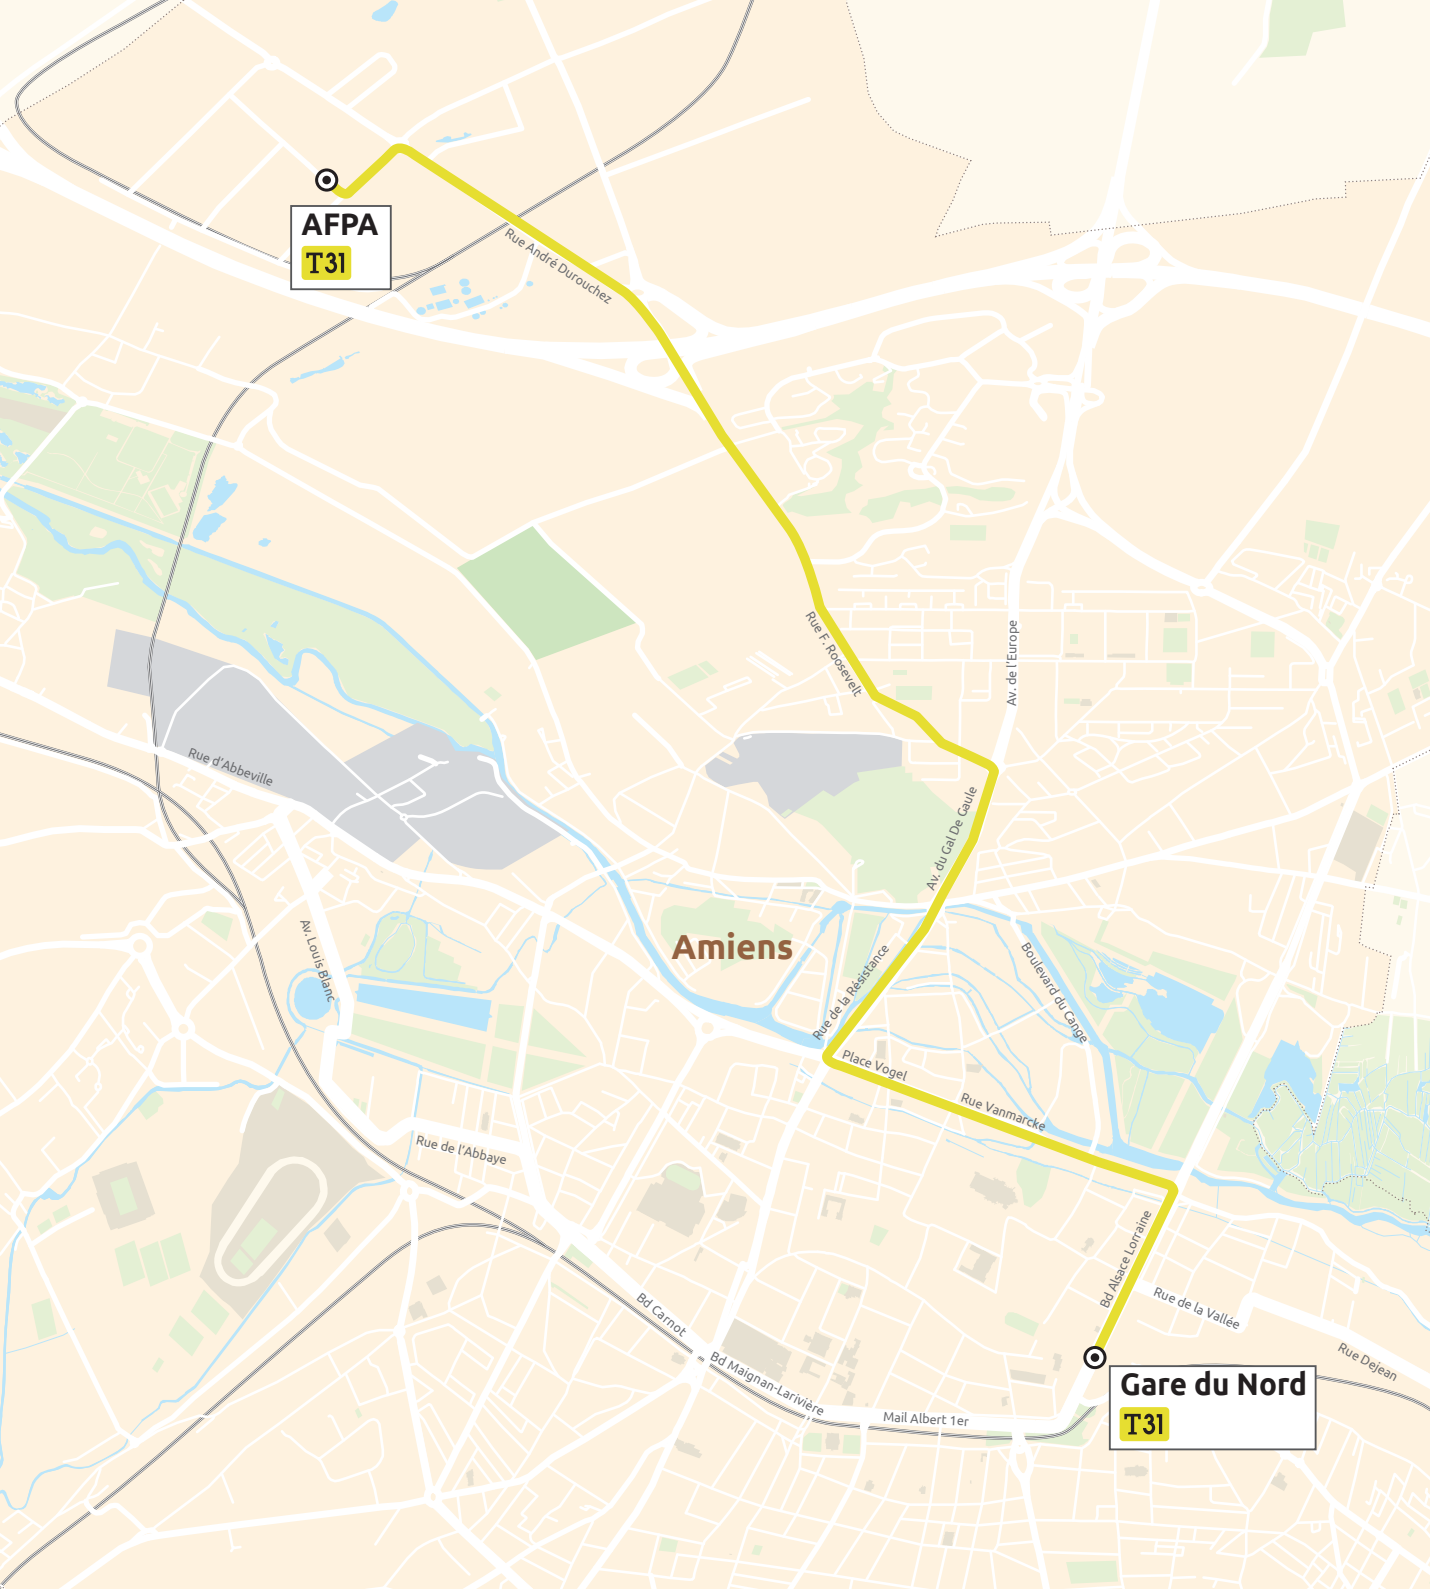 AFPA
T31
Rue André Durouchez
Rue F. Roosevelt
Av. de l'Europe
Rue d'Abbeville
Av. du Gal De Gaule
Av. Louis Blanc
Amiens
Rue de la Résistance
Boulevard du Cange
Place Vogel
Rue Vanmarcke
Rue de l'Abbaye
Bd Alsace Lorraine
Rue de la Vallée
Bd Carnot
Rue Dejean
Bd Maignan-Larivière
Gare du Nord
T31
Mail Albert 1er